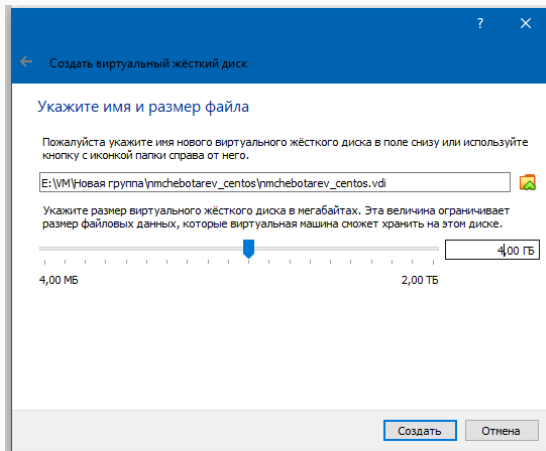 ?
Создать виртуальный жёсткий диск
Укажите имя и размер файла
Пожалуйста укажите имя нового виртуального жёсткого диска в поле снизу или используйте
кнопку с иконкой папки справа от него.
E:\VM\Новая группа\nmchebotarev_centos\nmchebotarev_centos.vdi
Укажите размер виртуального жёсткого диска в мегабайтах. Эта величина ограничивает
размер файловых данных, которые виртуальная машина сможет хранить на этом диске.
4,00 ГБ
4,00 МБ 2,00 ТБ
Создать Отмена